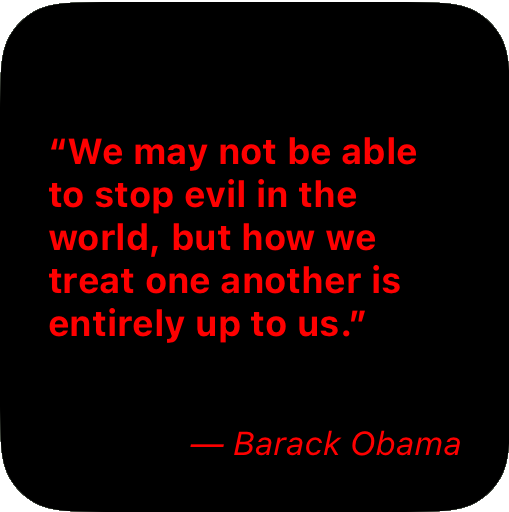 “We may not be able
to stop evil in the
world, but how we
treat one another is
entirely up to us.”
— Barack Obama